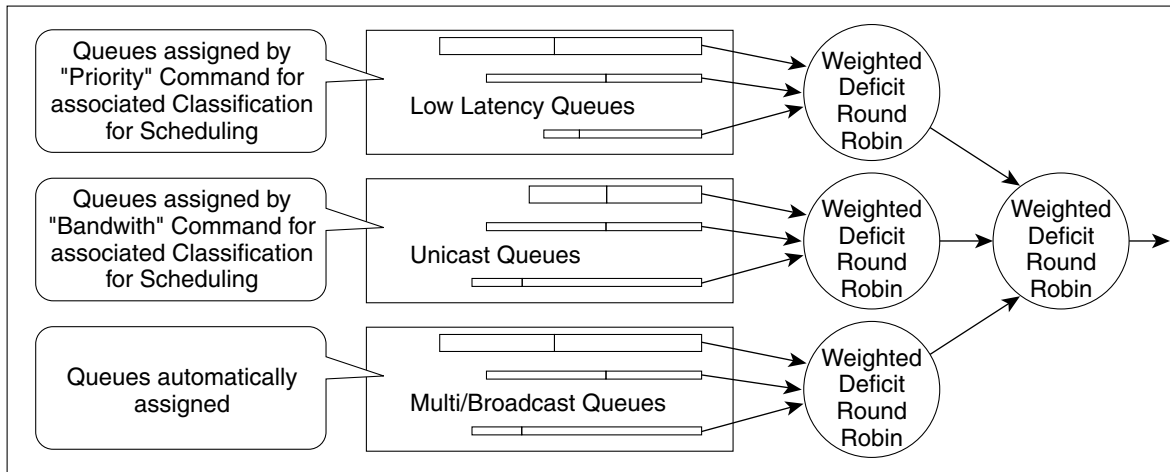 Queues assigned by
"Priority" Command for
associated Classification
for Scheduling
Low Latency Queues
Weighted
Deficit
Round
Robin
Queues assigned by
"Bandwith" Command for
associated Classification
for Scheduling
Unicast Queues
Weighted
Deficit
Round
Robin
Weighted
Deficit
Round
Robin
Queues automatically
assigned
Multi/Broadcast Queues
Weighted
Deficit
Round
Robin